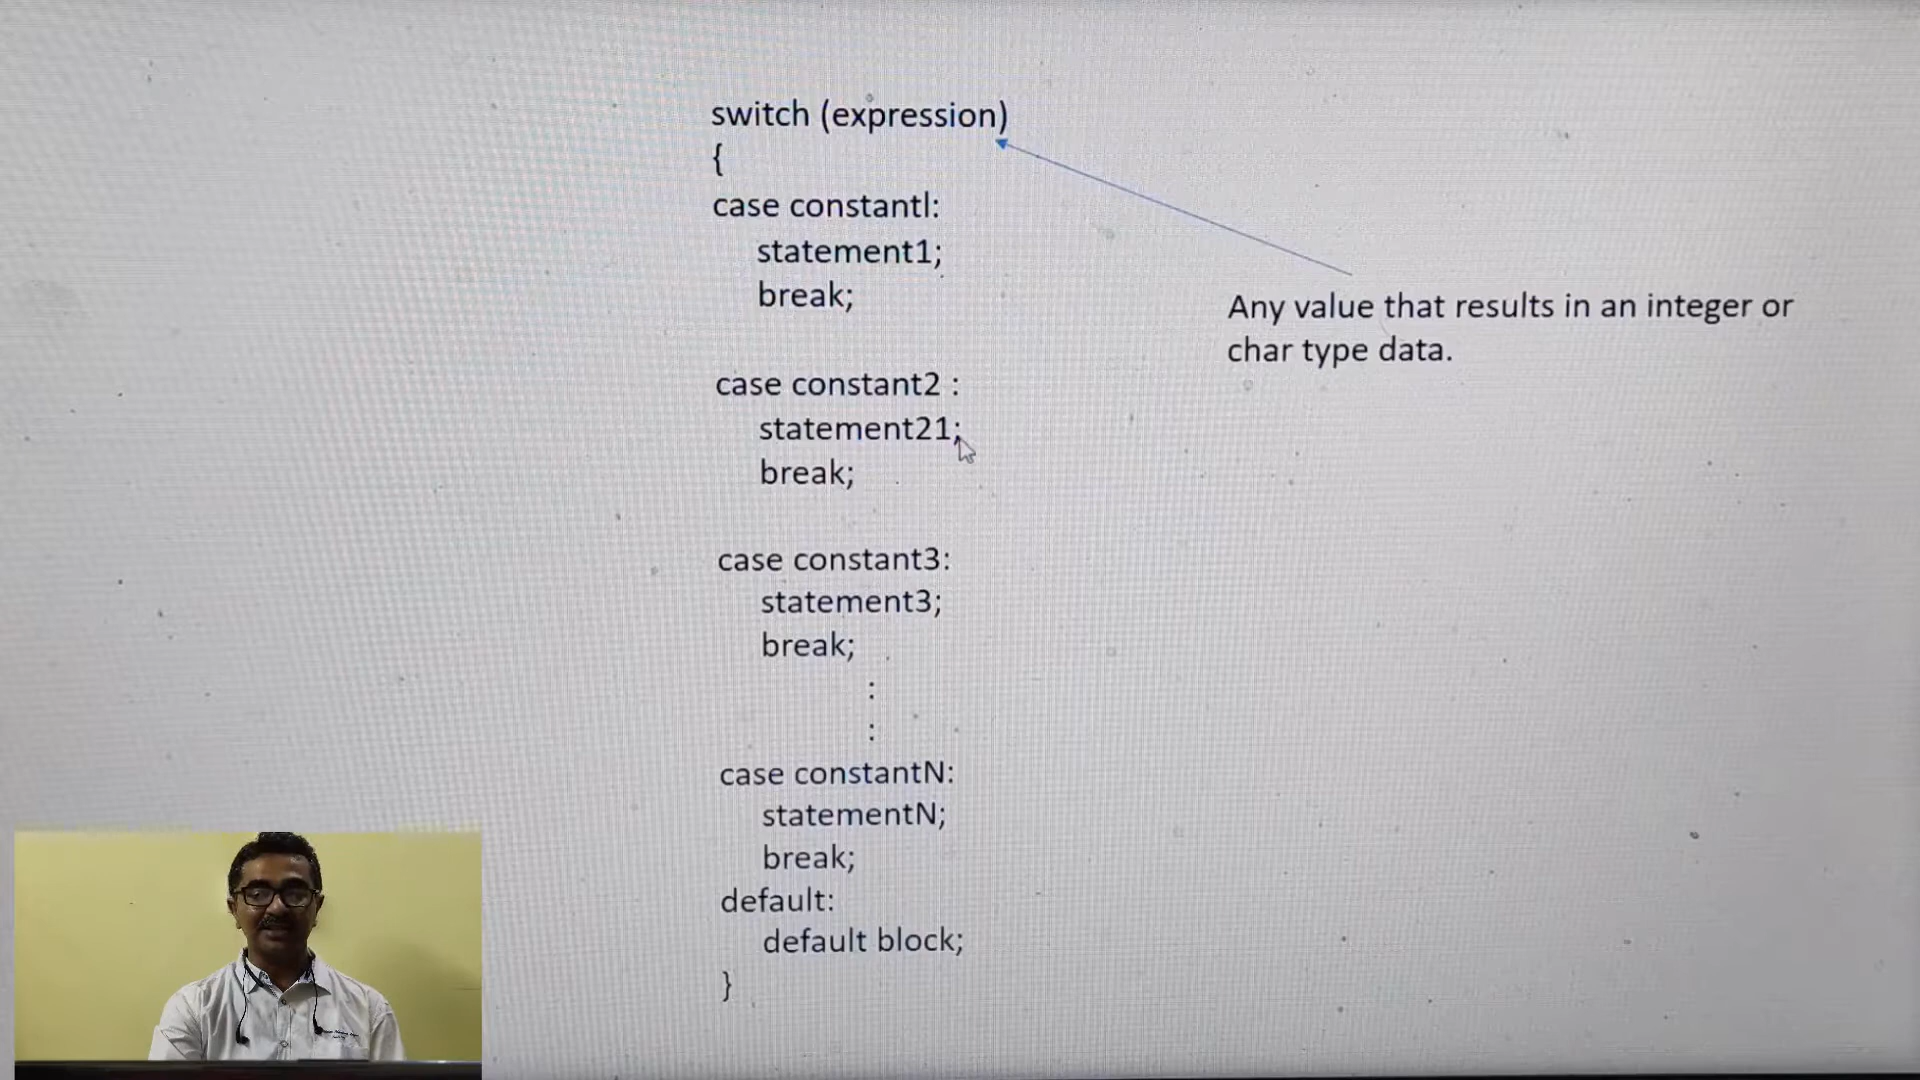 switch (expression)
{
case constantl:
statement1;
break;
Any value that results in an integer or
char type data.
case constant2 :
statement21;
break;
case constant3:
statement3;
break;
:
:
case constantN:
statementN;
break;
default:
default block;
}